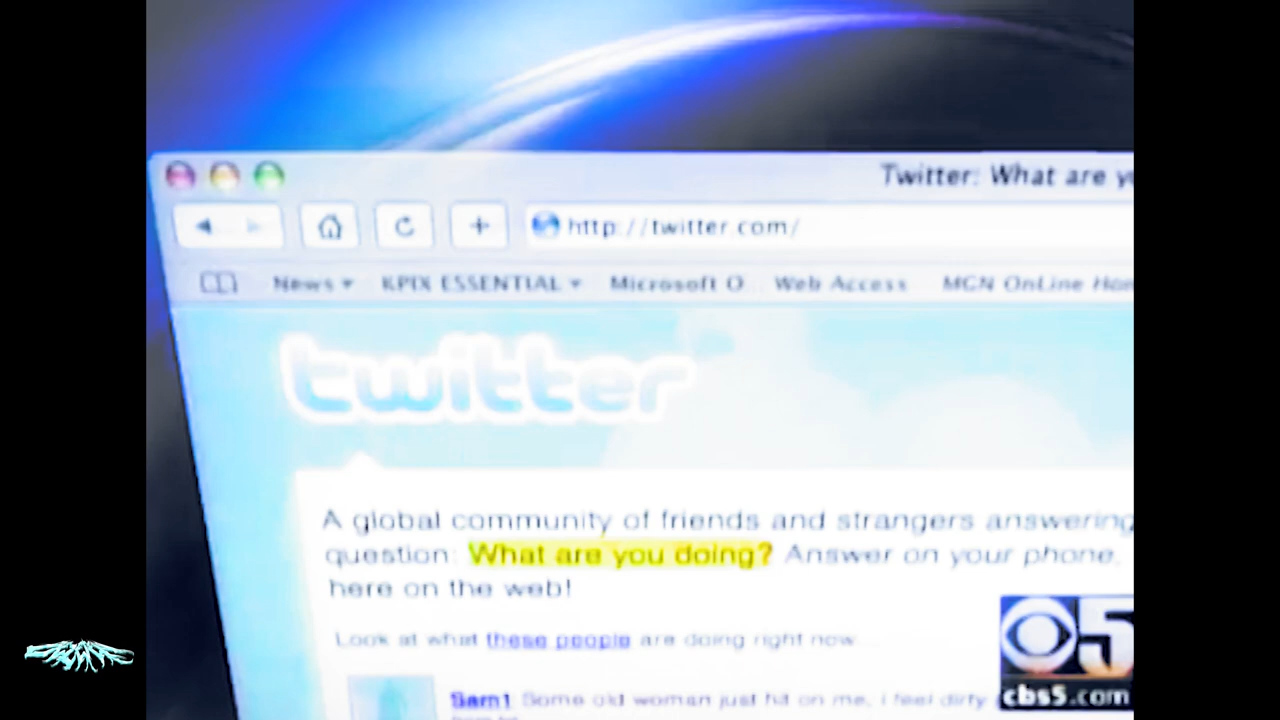 Twitter: What are yo
http://twitter.com/
News KPIX ESSENTIAL Microsoft O Web Access MCN OnLine Hom
twitter
A global community of friends and strangers answering
question: What are you doing? Answer on your phone,
here on the web!
Look at what these people are doing right now...
Sam1 Some old woman just hit on me, I feel dirty
CBS 5
cbs5.com